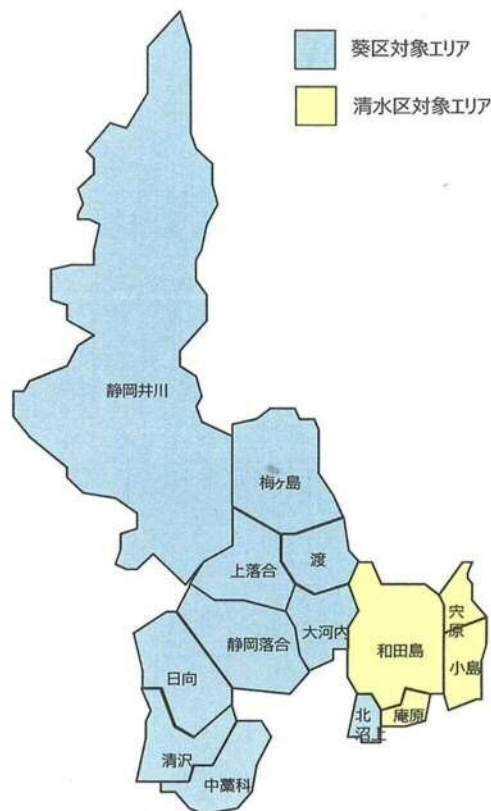 葵区対象エリア
清水区対象エリア
静岡井川
梅ヶ島
上落合
渡
静岡落合
大河内
和田島
宍
原
小島
日向
北
沼上
庵原
清沢
中藁科